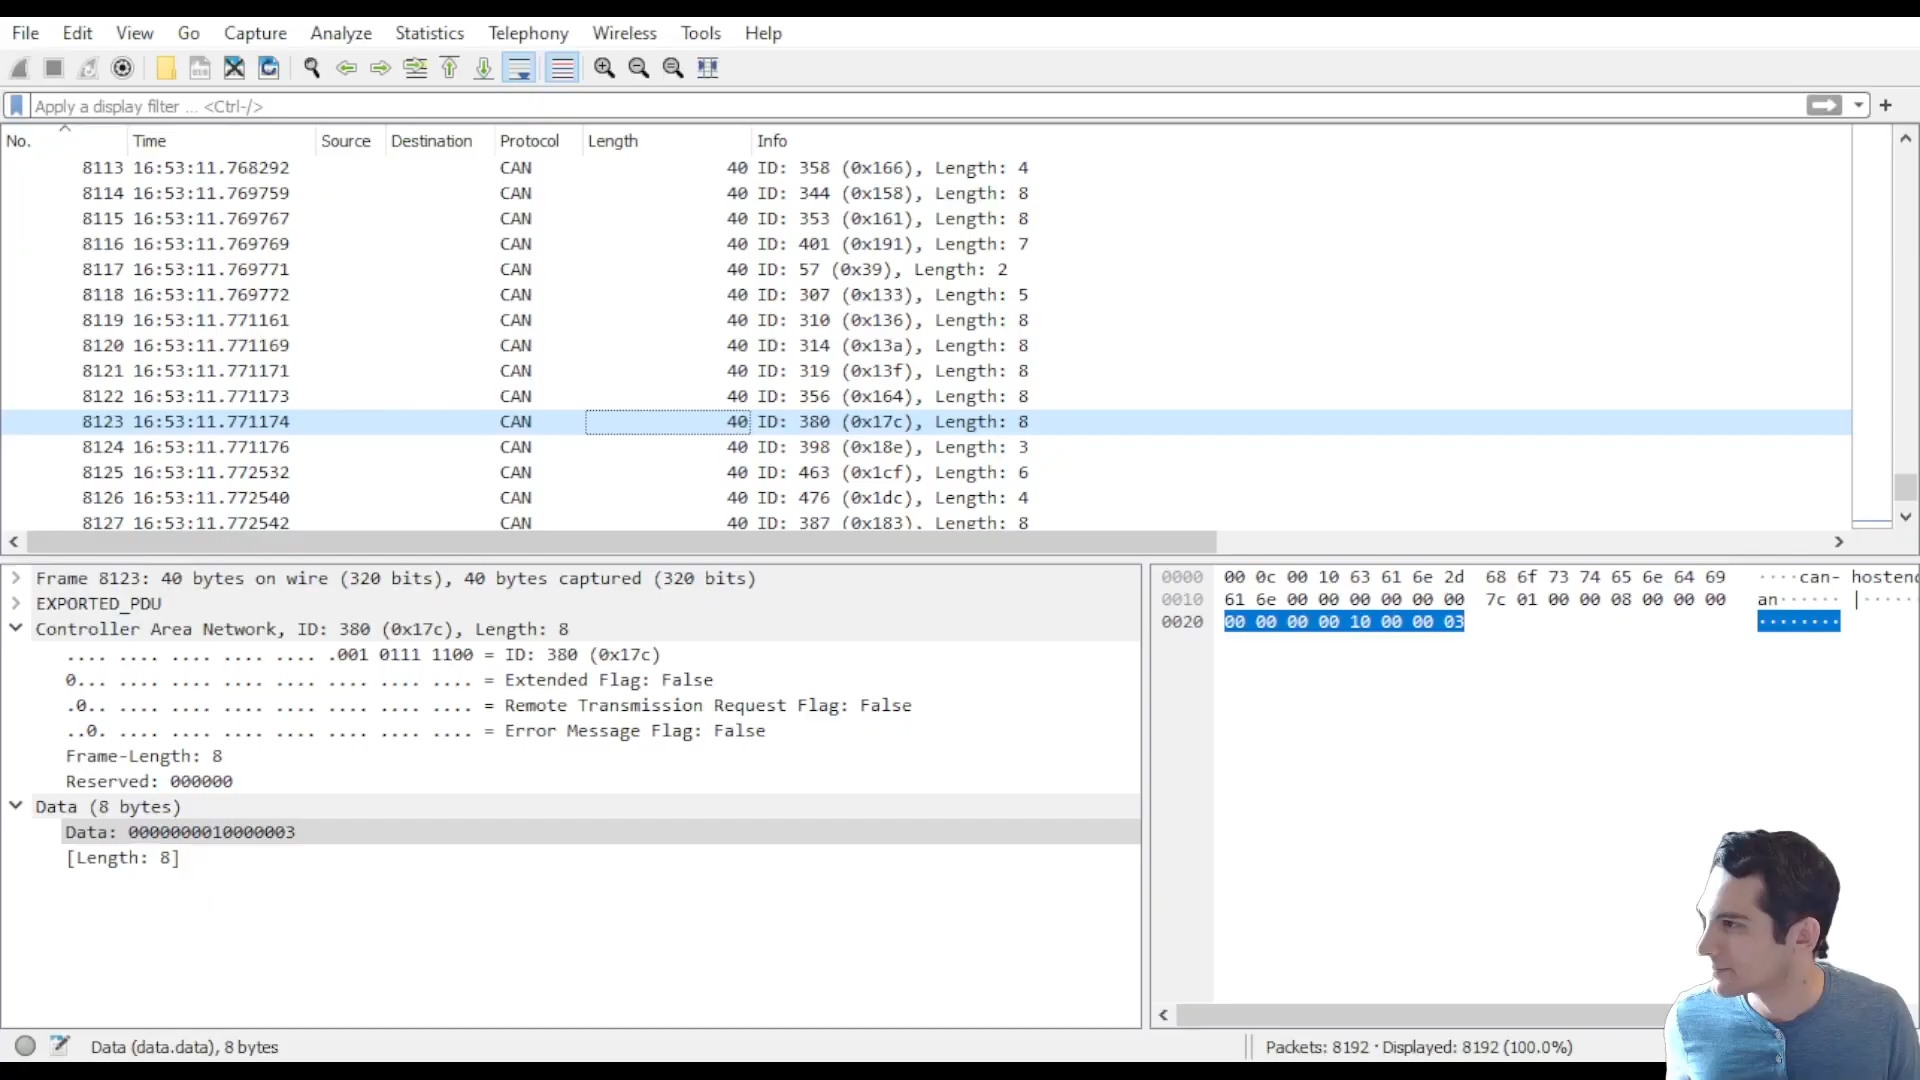 File Edit View Go Capture Analyze Statistics Telephony Wireless Tools Help
Apply a display filter ... <Ctrl-/>
No. Time Source Destination Protocol Length Info
8113 16:53:11.768292 CAN 40 ID: 358 (0x166), Length: 4
8114 16:53:11.769759 CAN 40 ID: 344 (0x158), Length: 8
8115 16:53:11.769767 CAN 40 ID: 353 (0x161), Length: 8
8116 16:53:11.769769 CAN 40 ID: 401 (0x191), Length: 7
8117 16:53:11.769771 CAN 40 ID: 57 (0x39), Length: 2
8118 16:53:11.769772 CAN 40 ID: 307 (0x133), Length: 5
8119 16:53:11.771161 CAN 40 ID: 310 (0x136), Length: 8
8120 16:53:11.771169 CAN 40 ID: 314 (0x13a), Length: 8
8121 16:53:11.771171 CAN 40 ID: 319 (0x13f), Length: 8
8122 16:53:11.771173 CAN 40 ID: 356 (0x164), Length: 8
8123 16:53:11.771174 CAN 40 ID: 380 (0x17c), Length: 8
8124 16:53:11.771176 CAN 40 ID: 398 (0x18e), Length: 3
8125 16:53:11.772532 CAN 40 ID: 463 (0x1cf), Length: 6
8126 16:53:11.772540 CAN 40 ID: 476 (0x1dc), Length: 4
8127 16:53:11.772542 CAN 40 ID: 387 (0x183), Length: 8
Frame 8123: 40 bytes on wire (320 bits), 40 bytes captured (320 bits)
EXPORTED_PDU
Controller Area Network, ID: 380 (0x17c), Length: 8
.... .... .... .... .... .001 0111 1100 = ID: 380 (0x17c)
0... .... .... .... .... .... .... .... = Extended Flag: False
.0.. .... .... .... .... .... .... .... = Remote Transmission Request Flag: False
..0. .... .... .... .... .... .... .... = Error Message Flag: False
Frame-Length: 8
Reserved: 000000
Data (8 bytes)
Data: 0000000010000003
[Length: 8]
0000 00 0c 00 10 63 61 6e 2d 68 6f 73 74 65 6e 64 69 ····can- hostend
0010 61 6e 00 00 00 00 00 00 7c 01 00 00 08 00 00 00 an······ |·····
0020 00 00 00 00 10 00 00 03 ········
Data (data.data), 8 bytes
Packets: 8192 · Displayed: 8192 (100.0%)